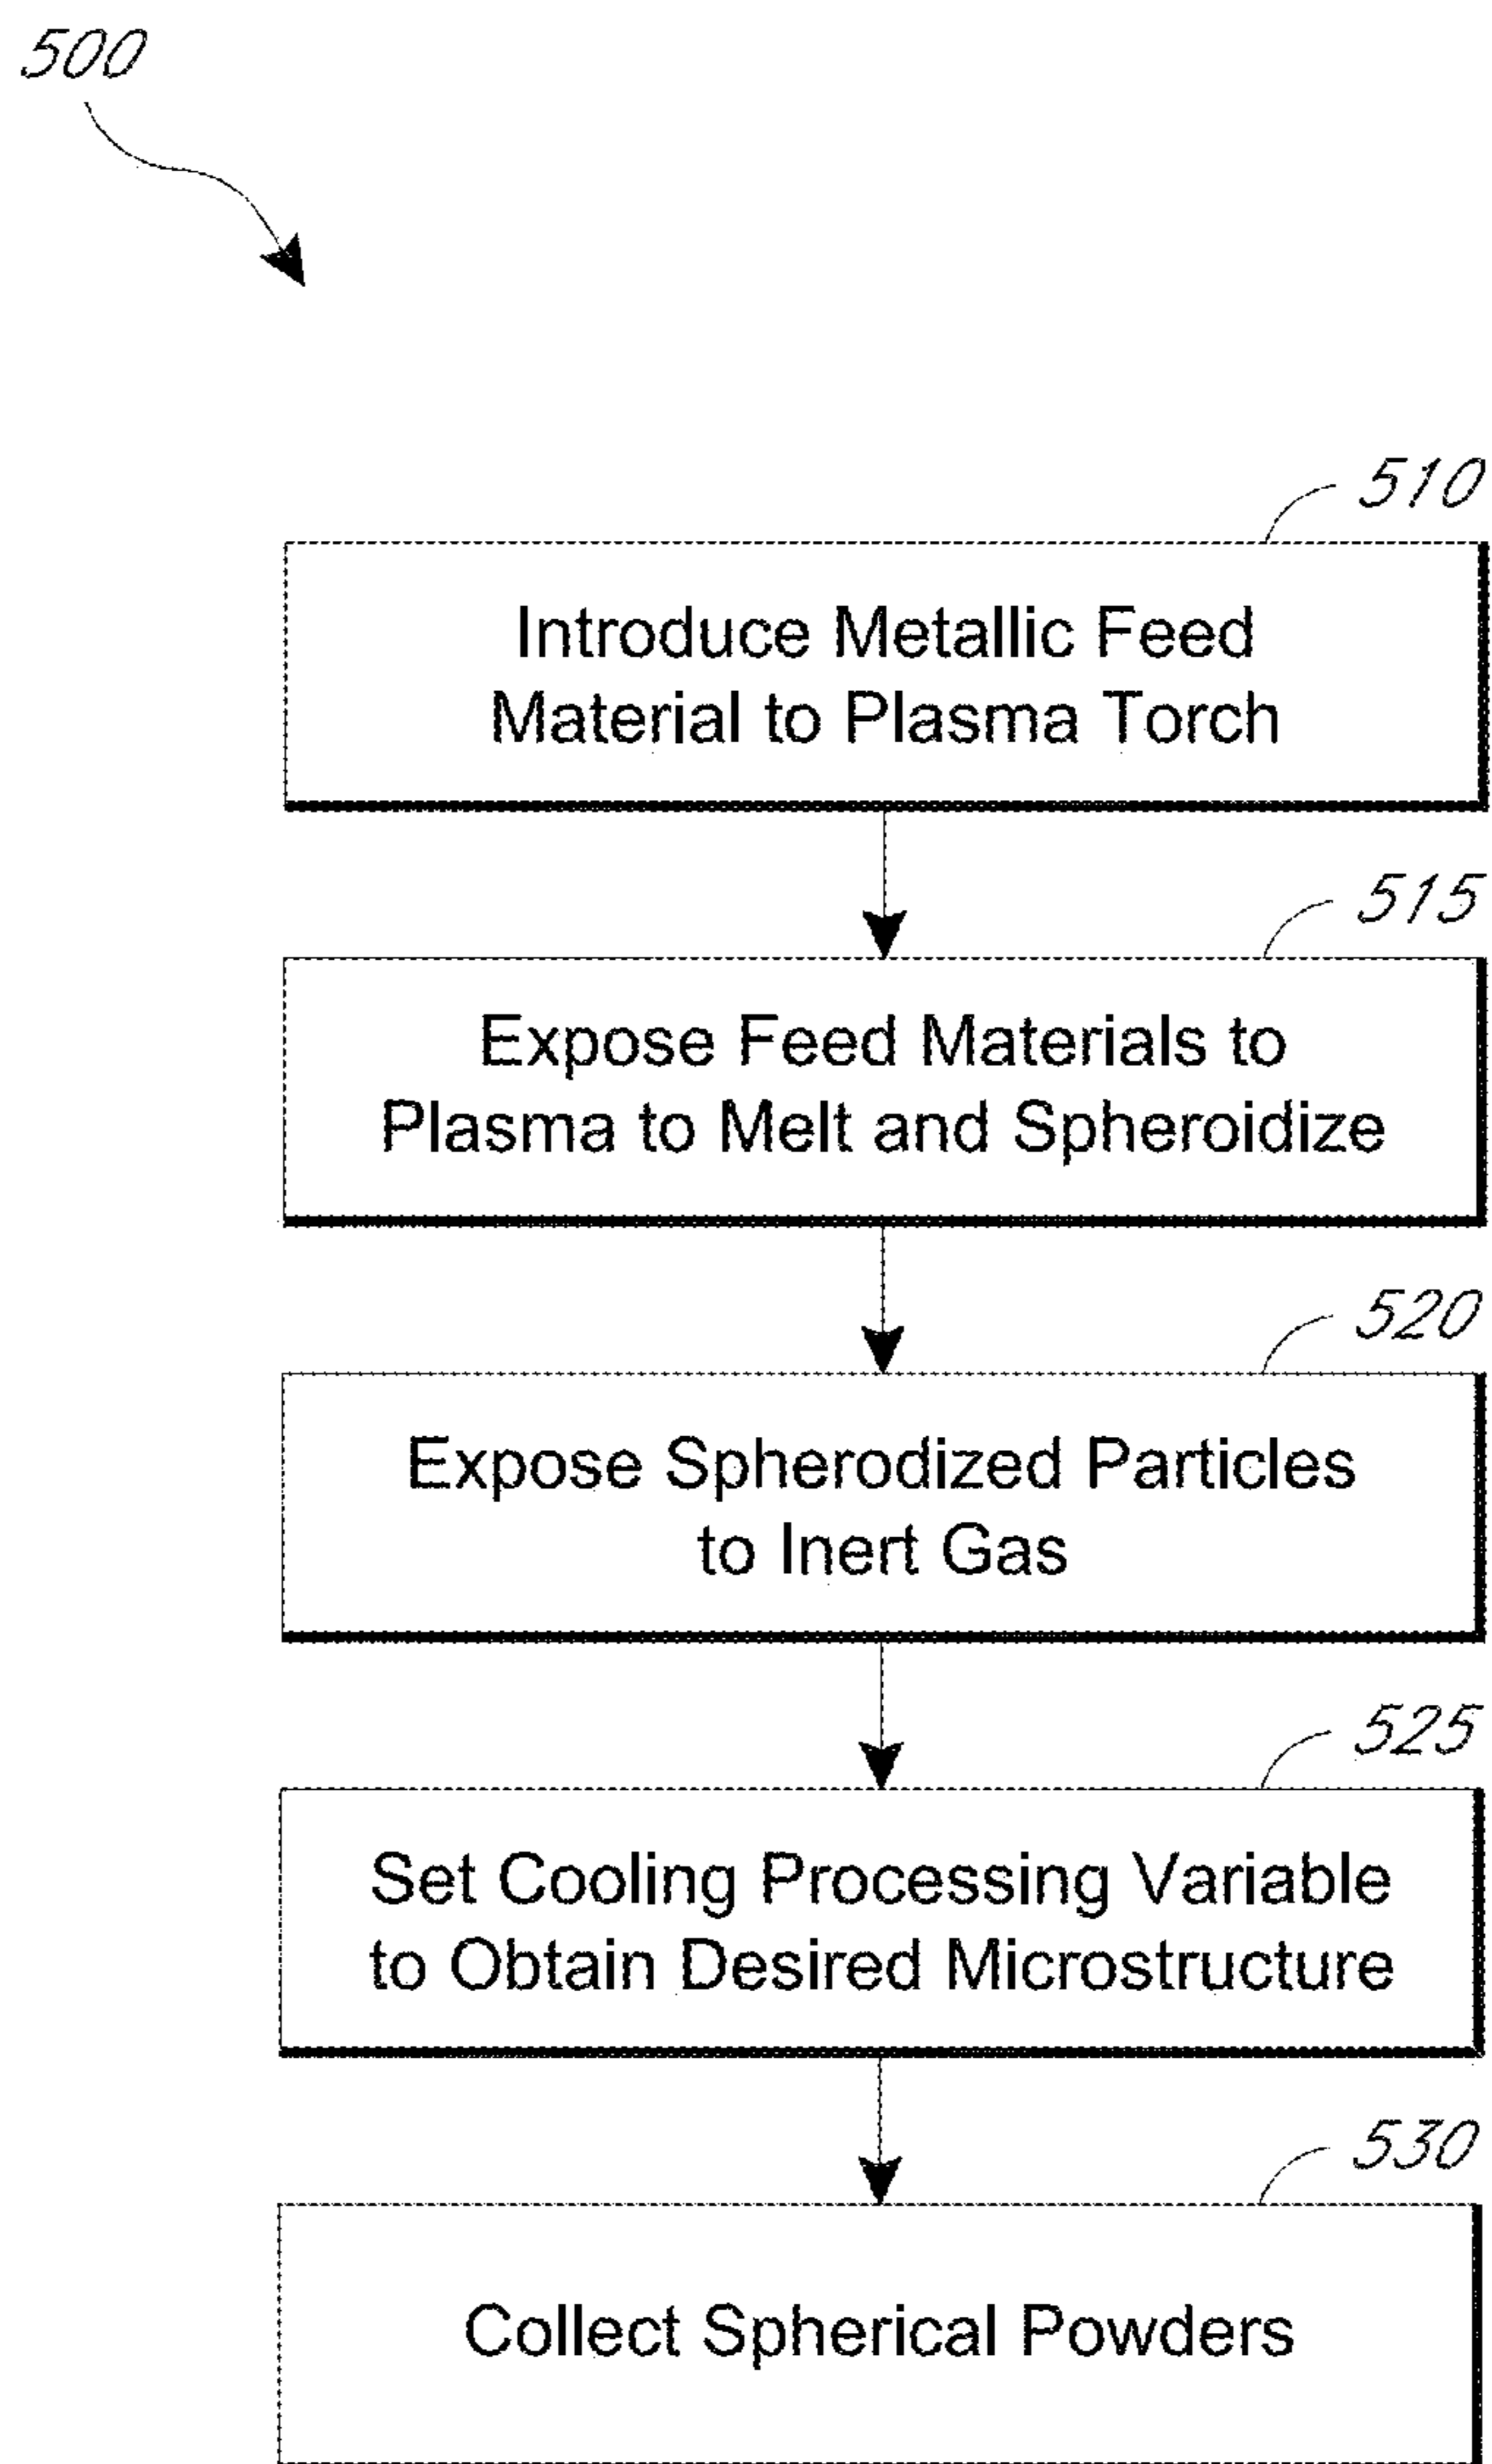 500
510
Introduce Metallic Feed
Material to Plasma Torch
515
Expose Feed Materials to
Plasma to Melt and Spheroidize
520
Expose Spherodized Particles
to Inert Gas
525
Set Cooling Processing Variable
to Obtain Desired Microstructure
530
Collect Spherical Powders